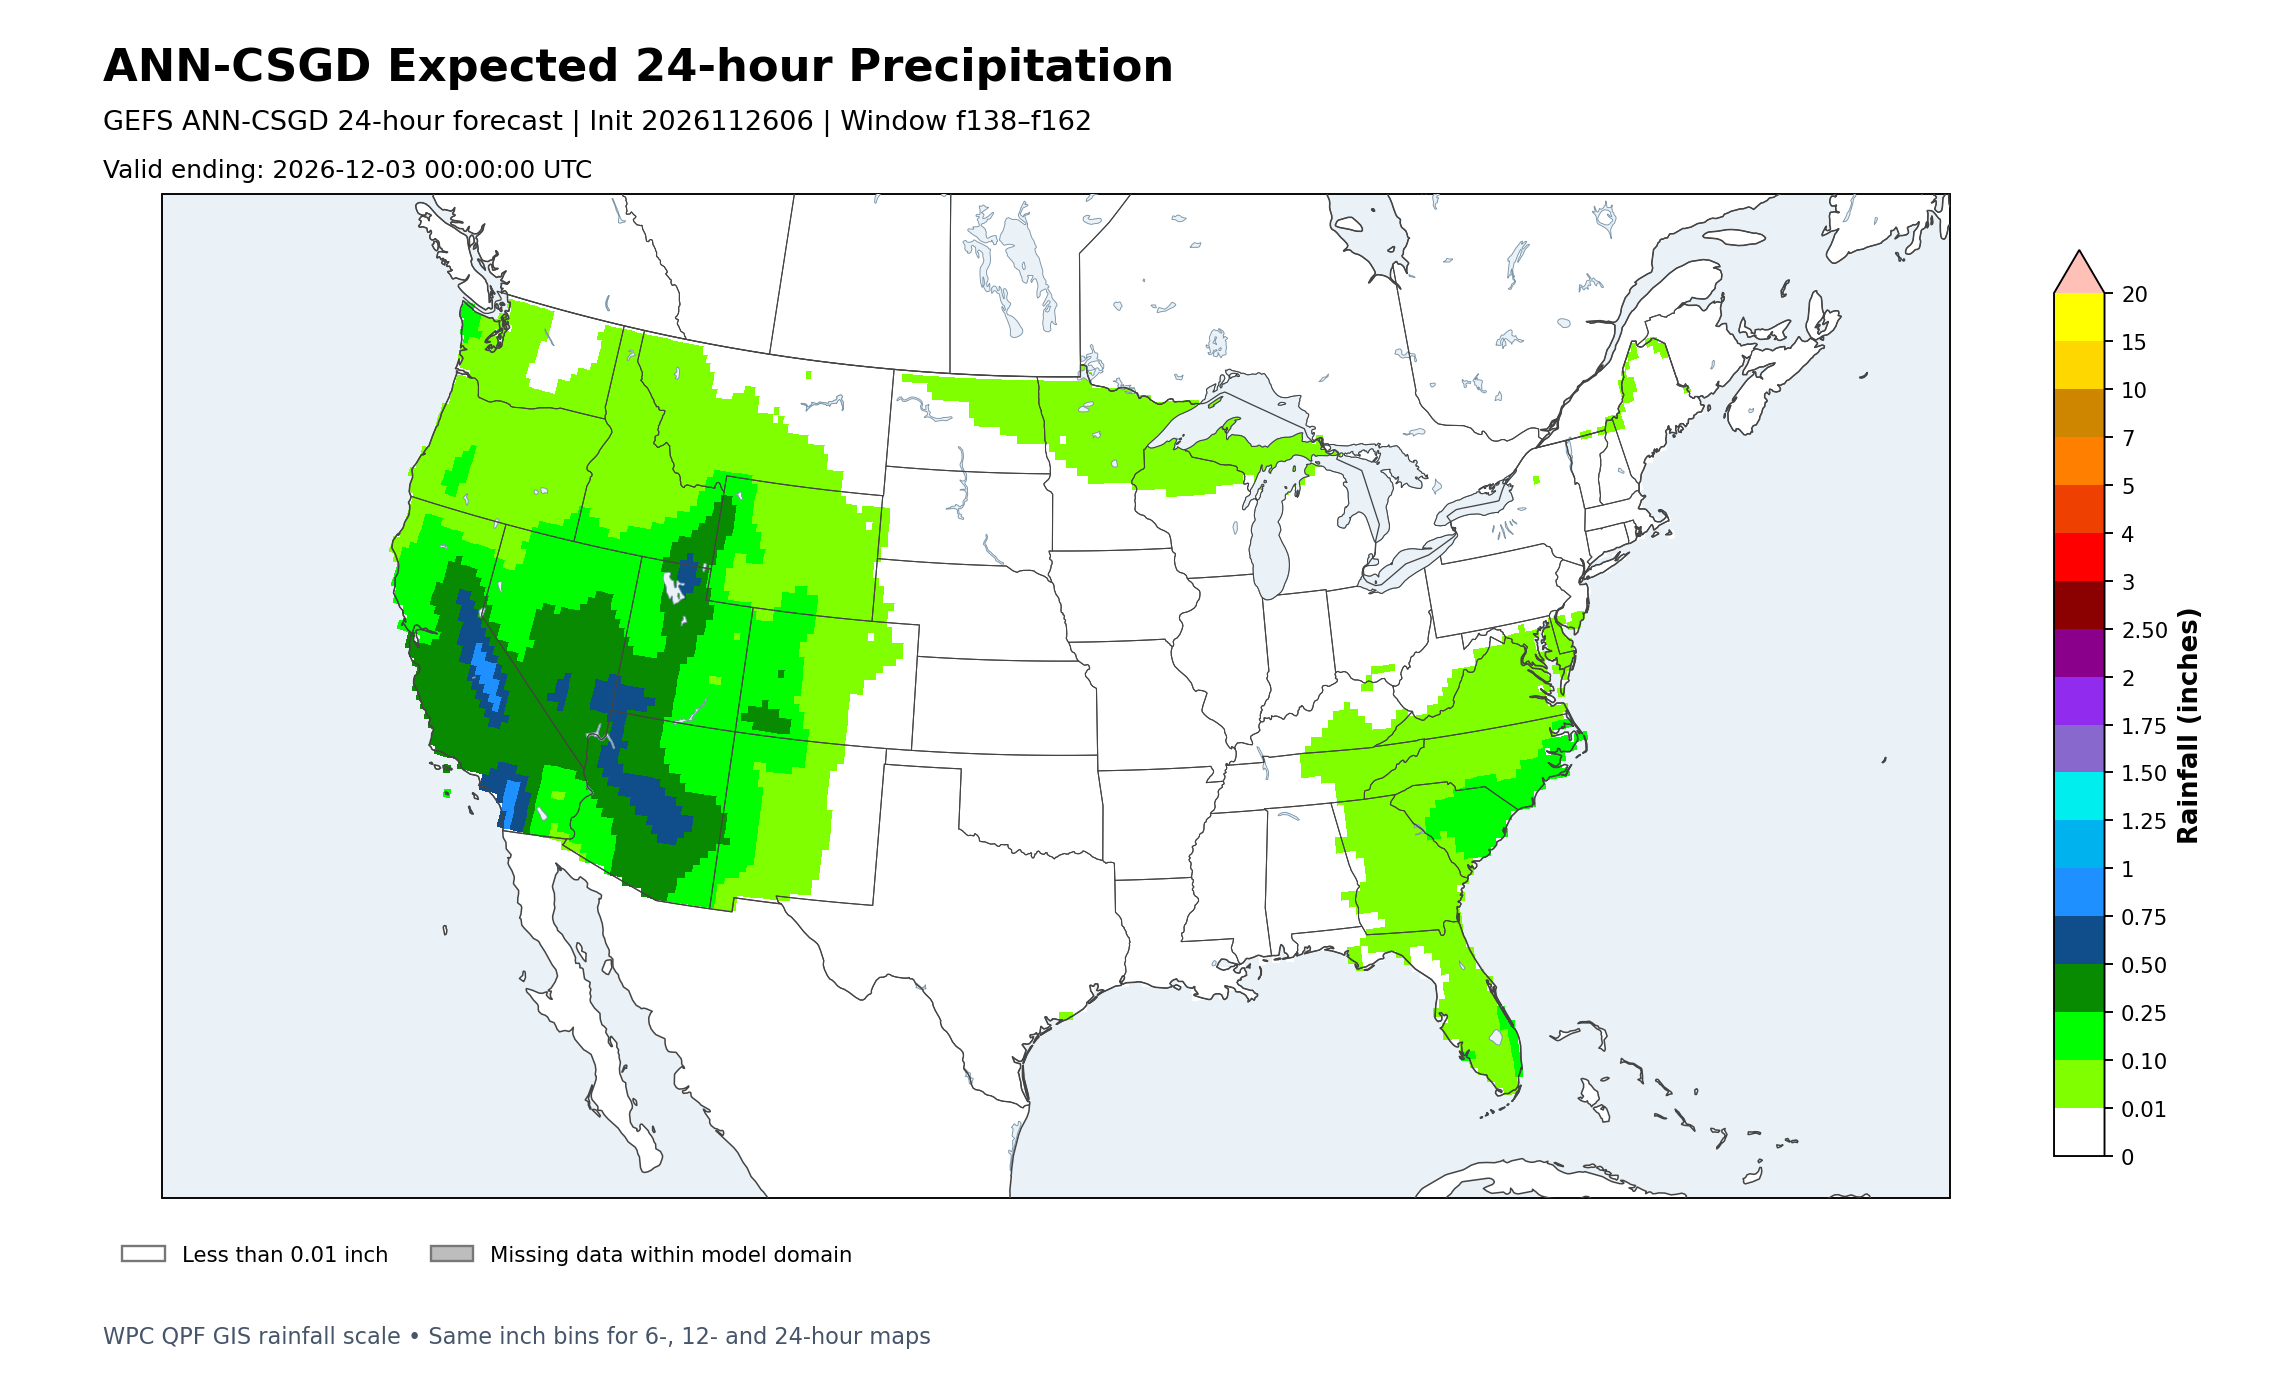 ANN-CSGD Expected 24-hour Precipitation
GEFS ANN-CSGD 24-hour forecast | Init 2026112606 | Window f138–f162
Valid ending: 2026-12-03 00:00:00 UTC
20
15
10
7
5
4
3
2.50
2
1.75
1.50
1.25
1
0.75
0.50
0.25
0.10
0.01
0
Rainfall (inches)
Less than 0.01 inch
Missing data within model domain
WPC QPF GIS rainfall scale • Same inch bins for 6-, 12- and 24-hour maps